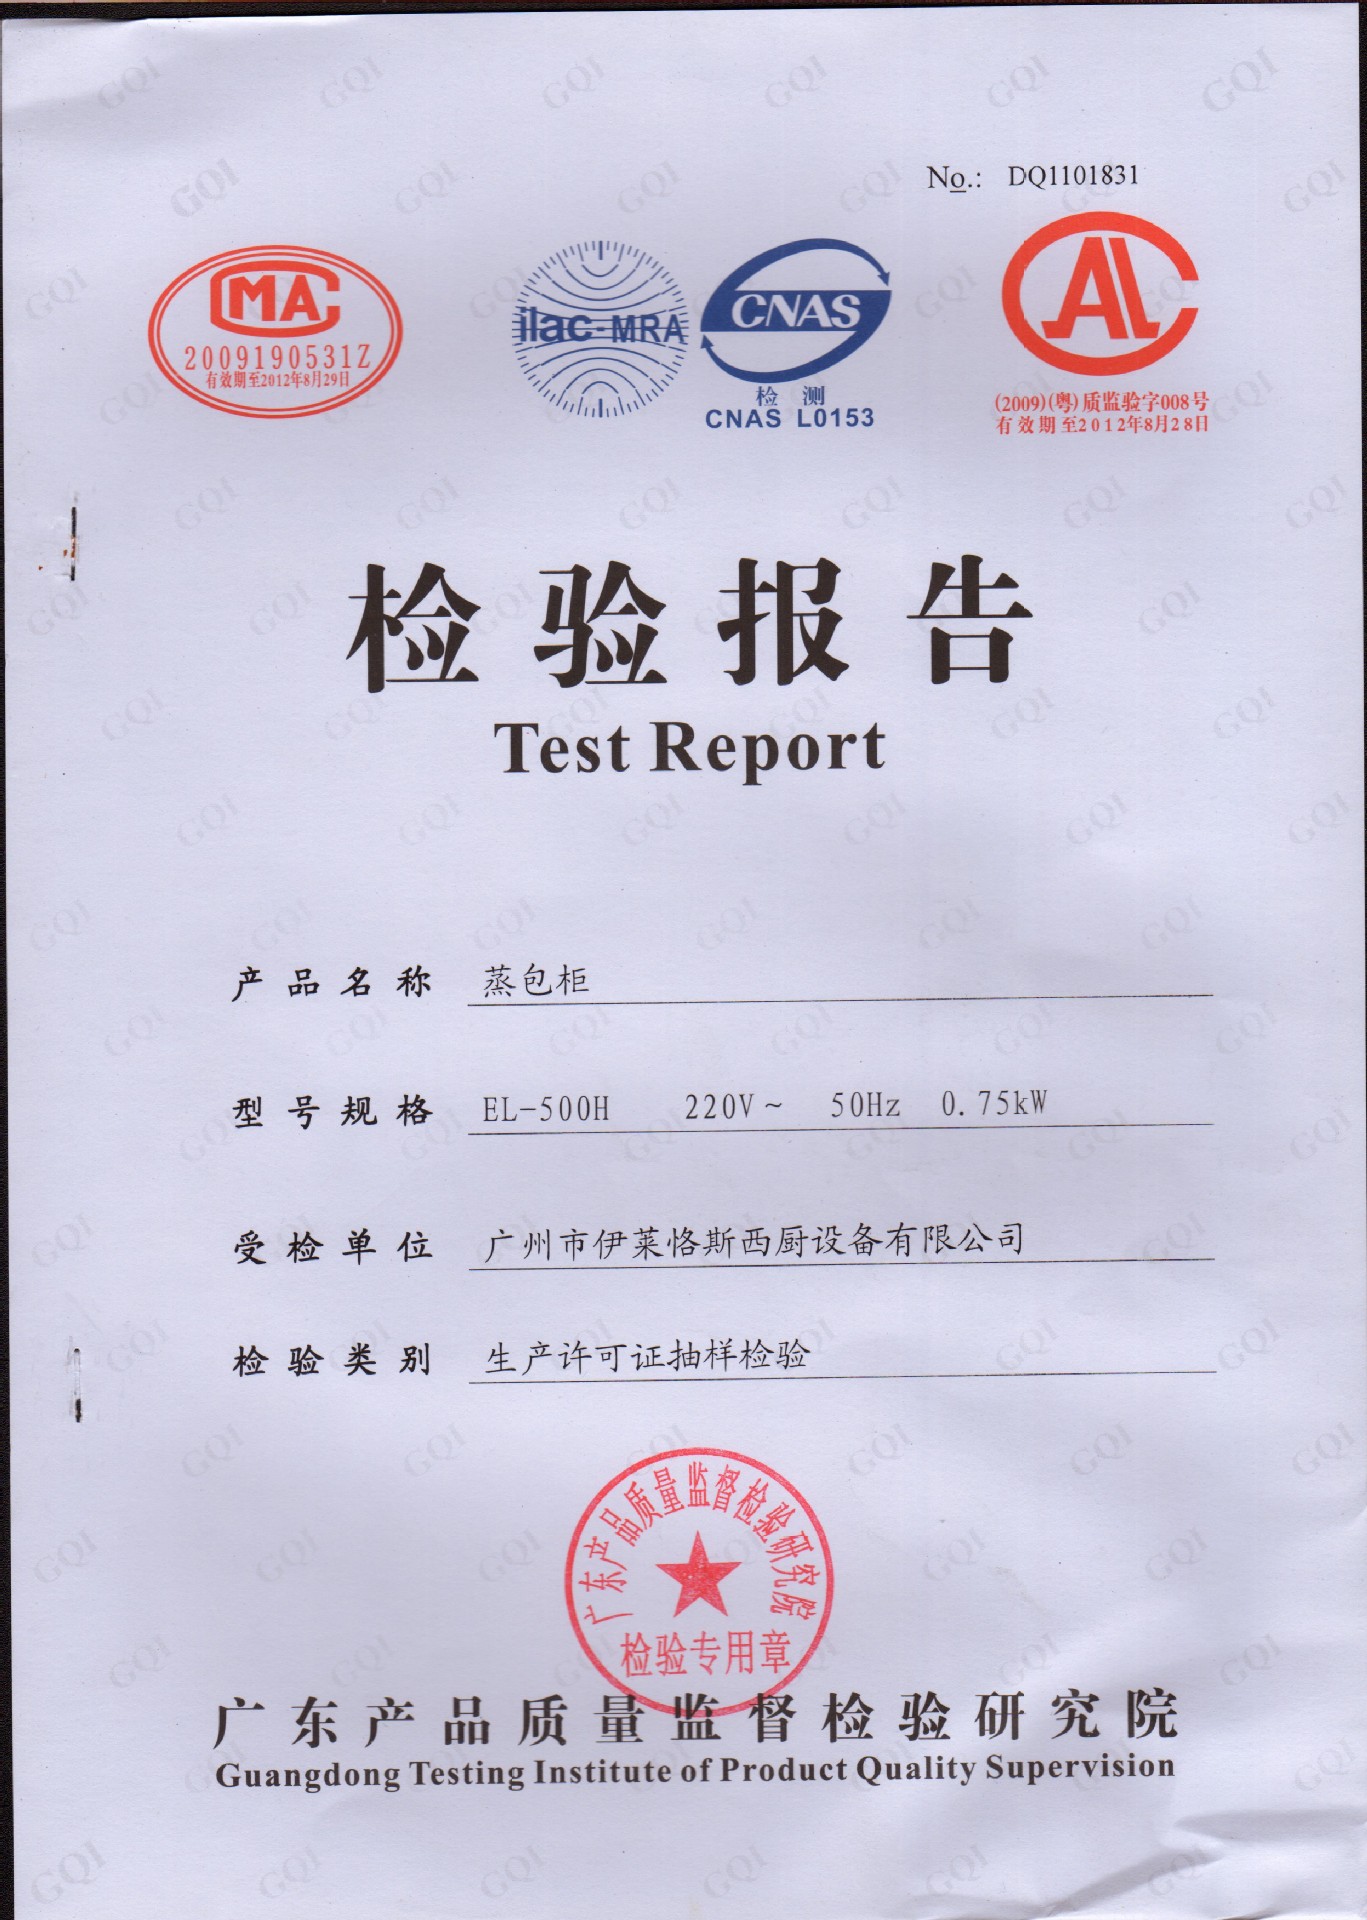 No.: DQ1101831
CMA
2009190531Z
有效期至2012年8月29日
ilac-MRA
CNAS
检测
CNAS L0153
CAL
(2009)(粤)质监验字008号
有效期至2012年8月28日
检验报告
Test Report
产品名称 蒸包柜
型号规格 EL-500H 220V~ 50Hz 0.75kW
受检单位 广州市伊莱恪斯西厨设备有限公司
检验类别 生产许可证抽样检验
广东产品质量监督检验研究院
检验专用章
广东产品质量监督检验研究院
Guangdong Testing Institute of Product Quality Supervision
GQI